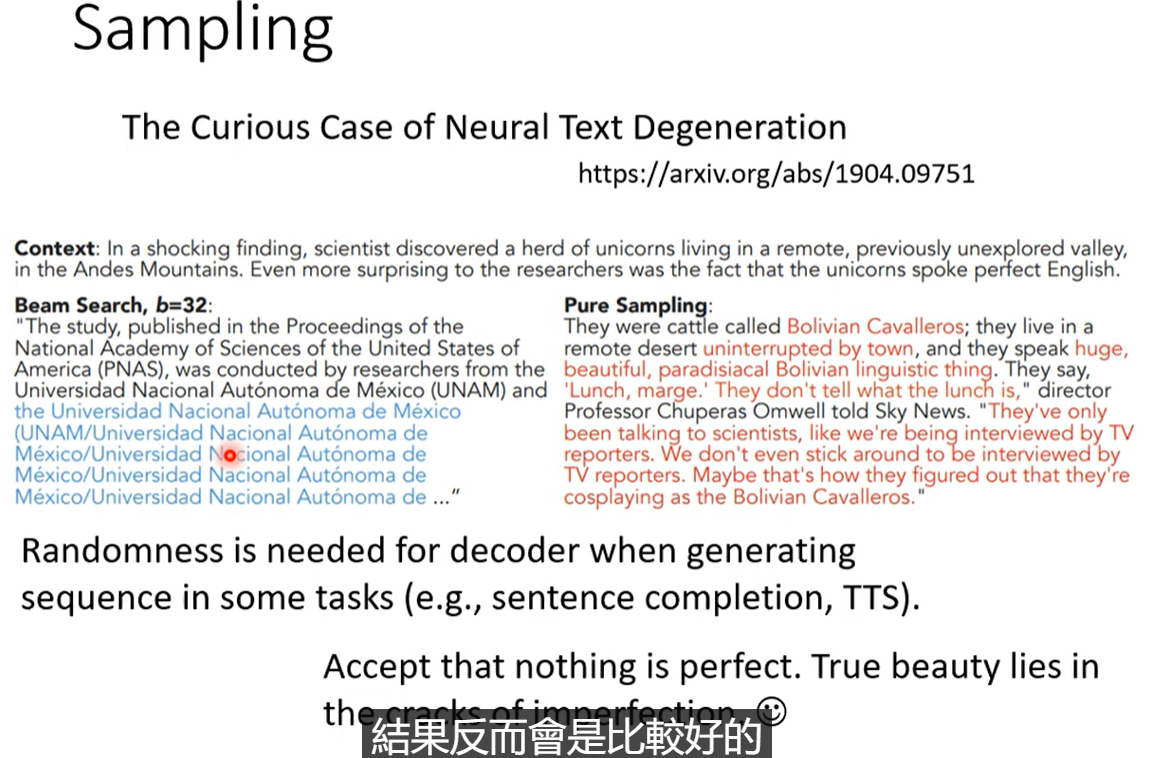 Sampling
The Curious Case of Neural Text Degeneration
https://arxiv.org/abs/1904.09751
Context: In a shocking finding, scientist discovered a herd of unicorns living in a remote, previously unexplored valley,
in the Andes Mountains. Even more surprising to the researchers was the fact that the unicorns spoke perfect English.
Beam Search, b=32:
"The study, published in the Proceedings of the
National Academy of Sciences of the United States of
America (PNAS), was conducted by researchers from the
Universidad Nacional Autónoma de México (UNAM) and
the Universidad Nacional Autónoma de México
(UNAM/Universidad Nacional Autónoma de
México/Universidad Nacional Autónoma de
México/Universidad Nacional Autónoma de
México/Universidad Nacional Autónoma de ..."
Pure Sampling:
They were cattle called Bolivian Cavalleros; they live in a
remote desert uninterrupted by town, and they speak huge,
beautiful, paradisiacal Bolivian linguistic thing. They say,
'Lunch, marge.' They don't tell what the lunch is," director
Professor Chuperas Omwell told Sky News. "They've only
been talking to scientists, like we're being interviewed by TV
reporters. We don't even stick around to be interviewed by
TV reporters. Maybe that's how they figured out that they're
cosplaying as the Bolivian Cavalleros."
Randomness is needed for decoder when generating
sequence in some tasks (e.g., sentence completion, TTS).
Accept that nothing is perfect. True beauty lies in
the cracks of imperfection. ☺
結果反而會是比較好的